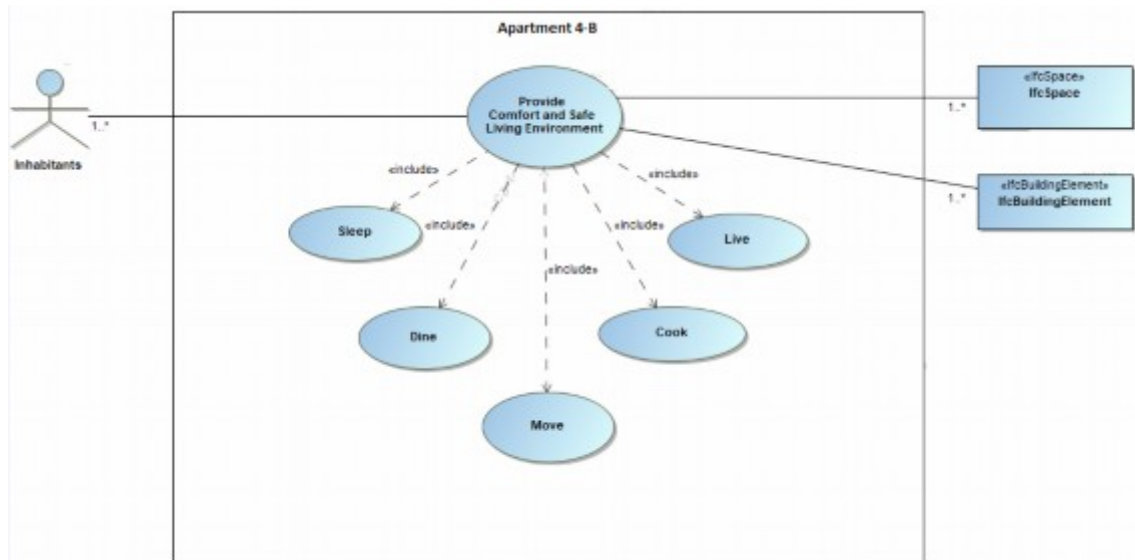 Apartment 4-B
Provide
Comfort and Safe
Living Environment
1..*
Inhabitants
1..*
«IfcSpace»
IfcSpace
1..*
«IfcBuildingElement»
IfcBuildingElement
«include»
«include»
«include»
«include»
«include»
Sleep
Live
Dine
Cook
Move